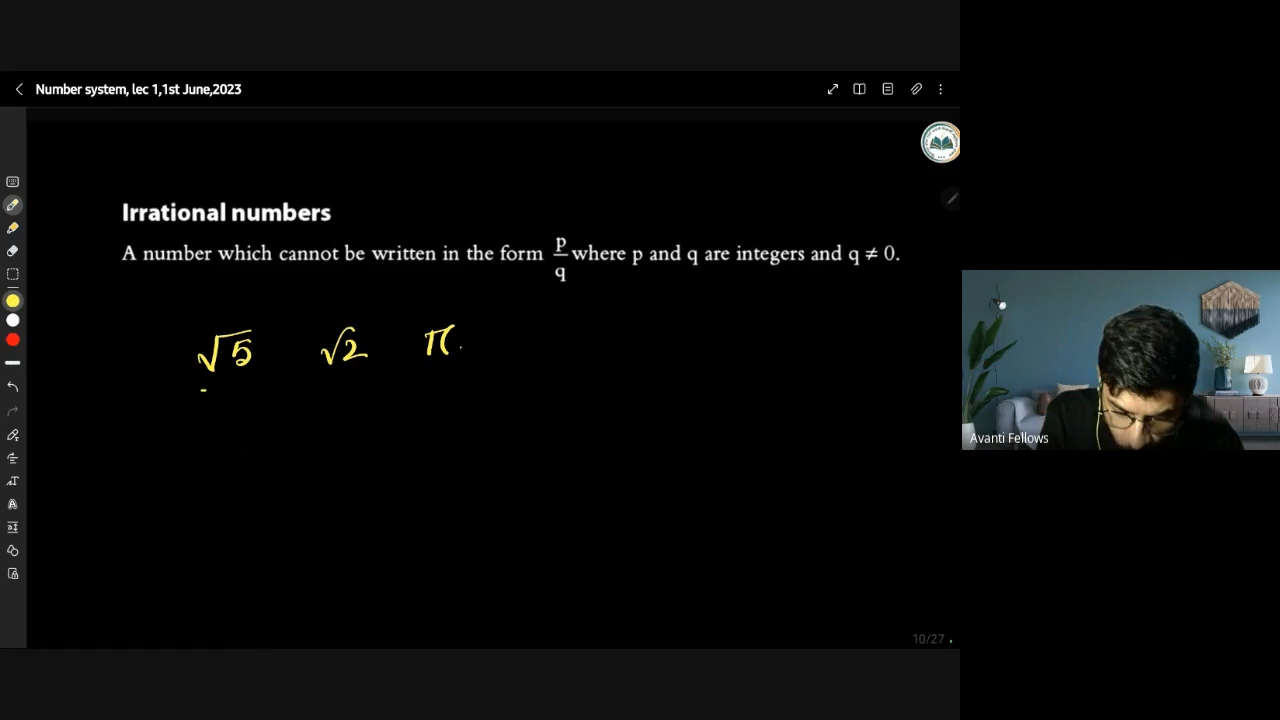 Number system, lec 1,1st June,2023
Irrational numbers
A number which cannot be written in the form p/q where p and q are integers and q ≠ 0.
√5 √2 π
Avanti Fellows
10/27